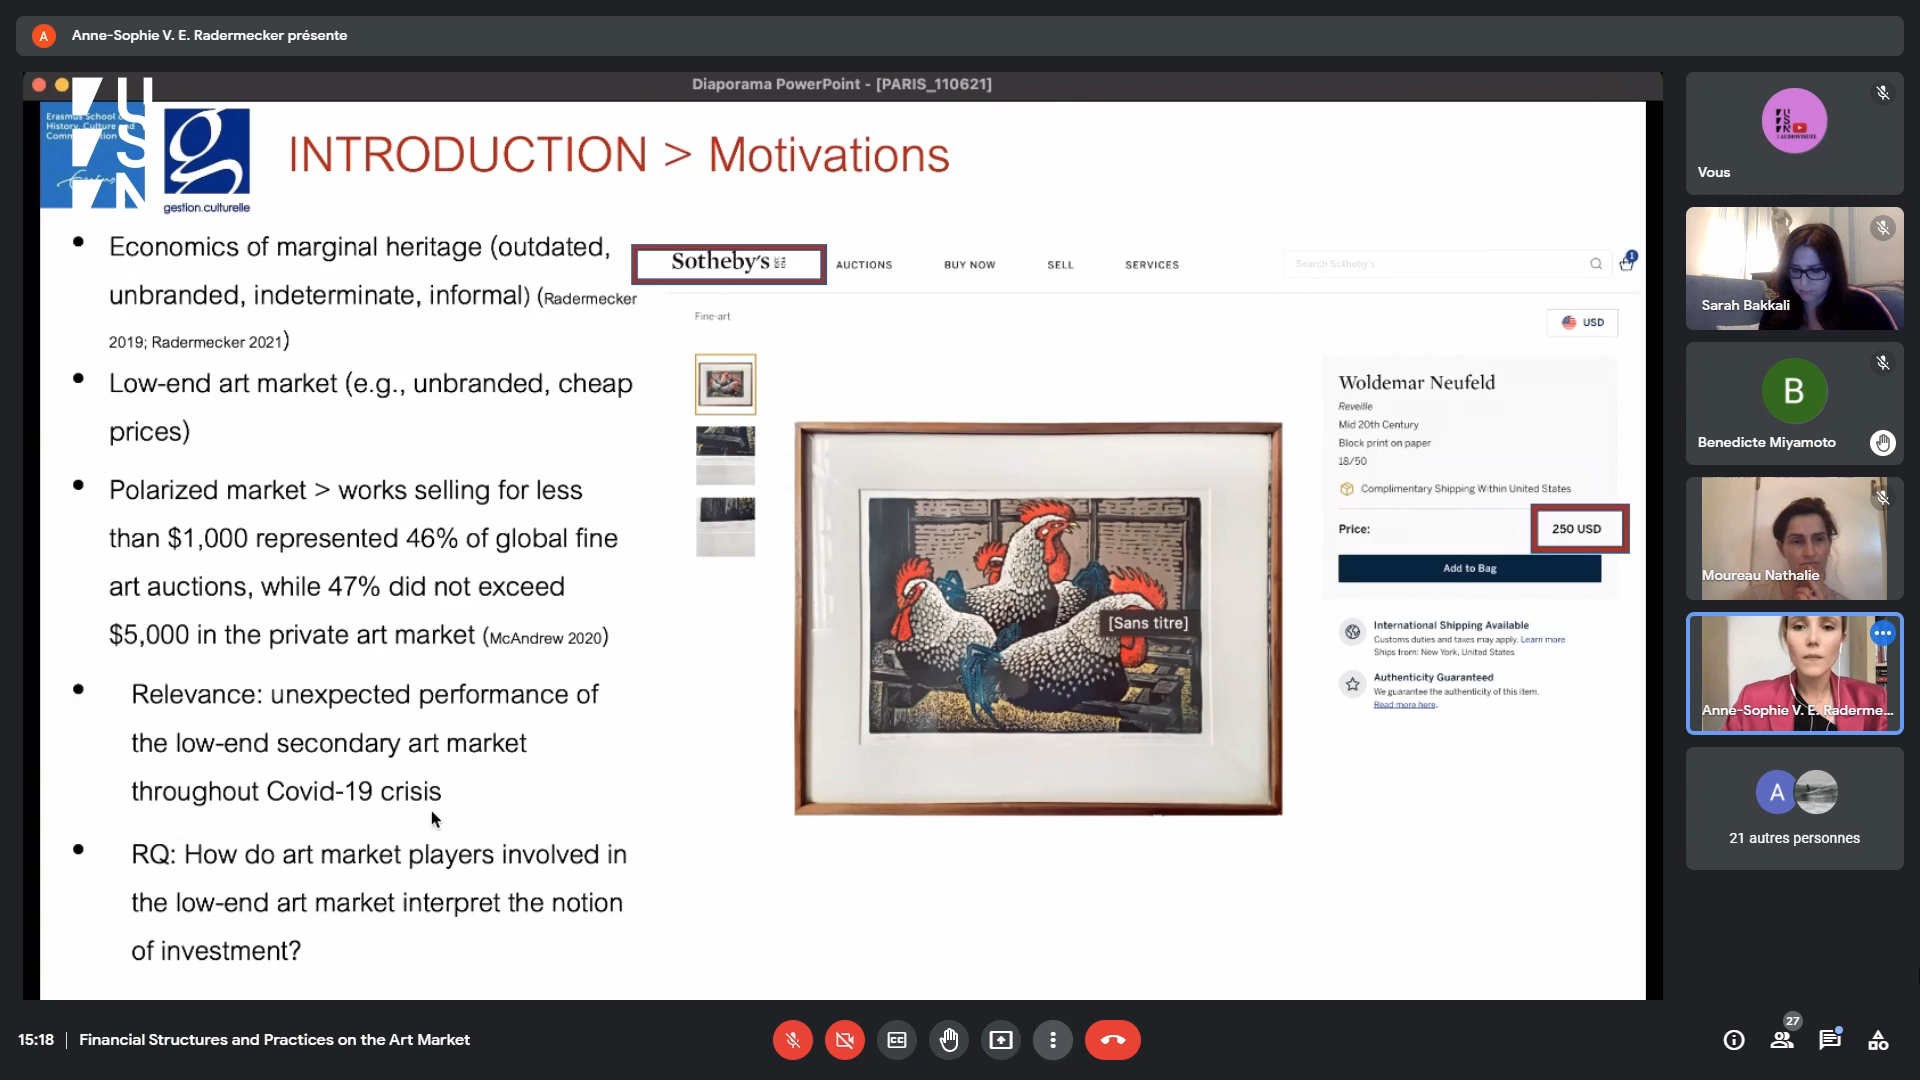 A
Anne-Sophie V. E. Radermecker présente
Diaporama PowerPoint - [PARIS_110621]
USN
g
gestion.culturelle
INTRODUCTION > Motivations
Economics of marginal heritage (outdated,
unbranded, indeterminate, informal) (Radermecker
2019; Radermecker 2021)
Low-end art market (e.g., unbranded, cheap
prices)
Polarized market > works selling for less
than $1,000 represented 46% of global fine
art auctions, while 47% did not exceed
$5,000 in the private art market (McAndrew 2020)
Relevance: unexpected performance of
the low-end secondary art market
throughout Covid-19 crisis
RQ: How do art market players involved in
the low-end art market interpret the notion
of investment?
Sotheby's EST. 1744
AUCTIONS
BUY NOW
SELL
SERVICES
Search Sotheby's
1
Fine-art
USD
Woldemar Neufeld
Reveille
Mid 20th Century
Block print on paper
18/50
Complimentary Shipping Within United States
Price:
250 USD
Add to Bag
International Shipping Available
Customs duties and taxes may apply. Learn more
Ships from: New York, United States
Authenticity Guaranteed
We guarantee the authenticity of this item.
Read more here.
[Sans titre]
Vous
Sarah Bakkali
B
Benedicte Miyamoto
Moureau Nathalie
Anne-Sophie V. E. Raderme...
A
21 autres personnes
15:18
Financial Structures and Practices on the Art Market
CC
27